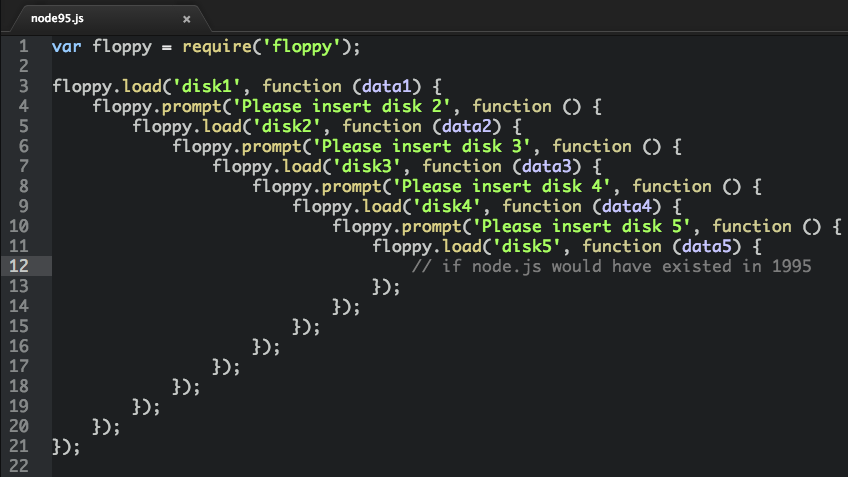 node95.js ×
1 var floppy = require('floppy');
2
3 floppy.load('disk1', function (data1) {
4     floppy.prompt('Please insert disk 2', function () {
5         floppy.load('disk2', function (data2) {
6             floppy.prompt('Please insert disk 3', function () {
7                 floppy.load('disk3', function (data3) {
8                     floppy.prompt('Please insert disk 4', function () {
9                         floppy.load('disk4', function (data4) {
10                             floppy.prompt('Please insert disk 5', function () {
11                                 floppy.load('disk5', function (data5) {
12                                     // if node.js would have existed in 1995
13                                 });
14                             });
15                         });
16                     });
17                 });
18             });
19         });
20     });
21 });
22